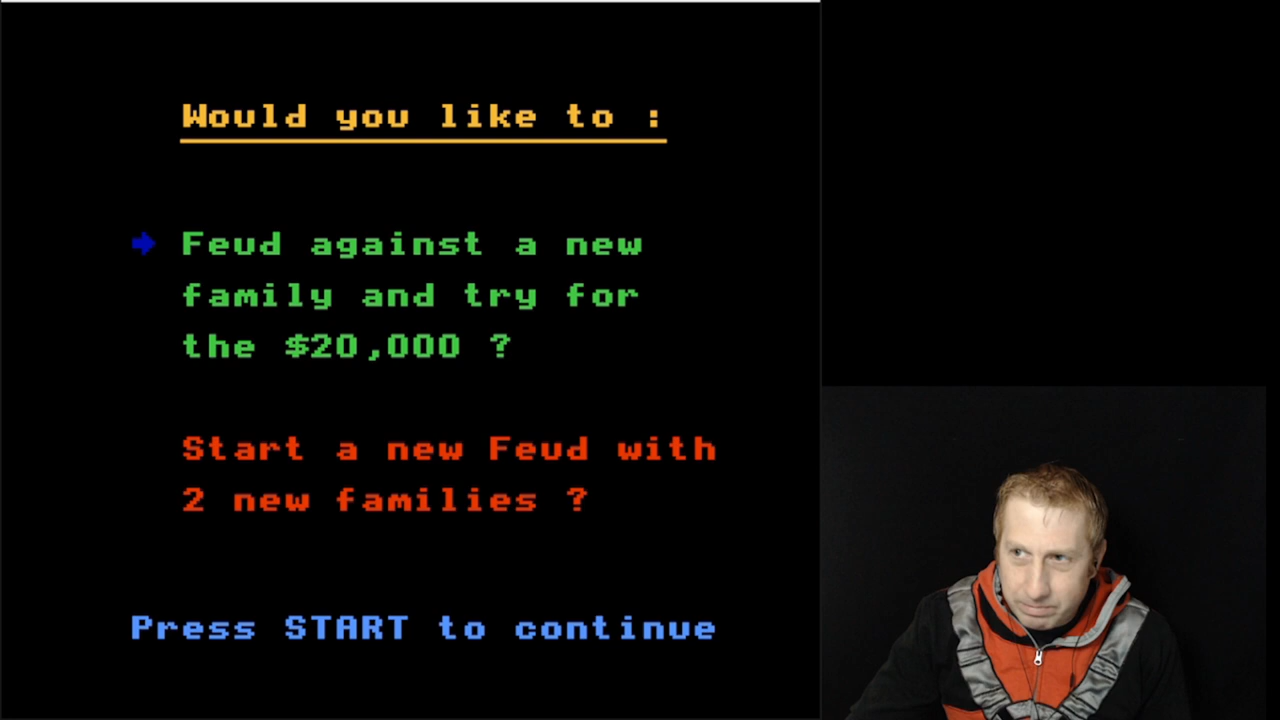 Would you like to :
Feud against a new
family and try for
the $20,000 ?
Start a new Feud with
2 new families ?
Press START to continue